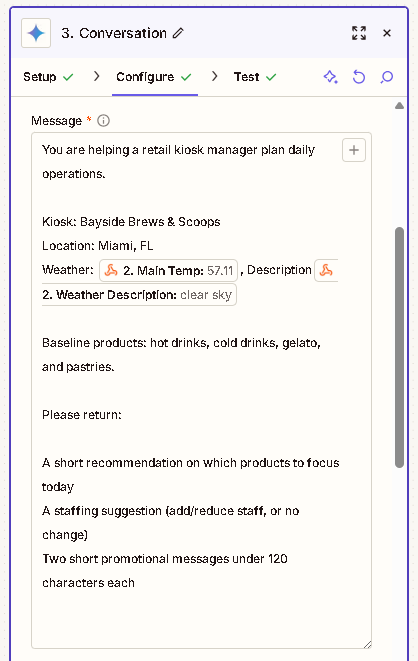 3. Conversation
Setup
Configure
Test
Message *
You are helping a retail kiosk manager plan daily
operations.
Kiosk: Bayside Brews & Scoops
Location: Miami, FL
Weather: 2. Main Temp: 57.11 , Description
2. Weather Description: clear sky
Baseline products: hot drinks, cold drinks, gelato,
and pastries.
Please return:
A short recommendation on which products to focus
today
A staffing suggestion (add/reduce staff, or no
change)
Two short promotional messages under 120
characters each